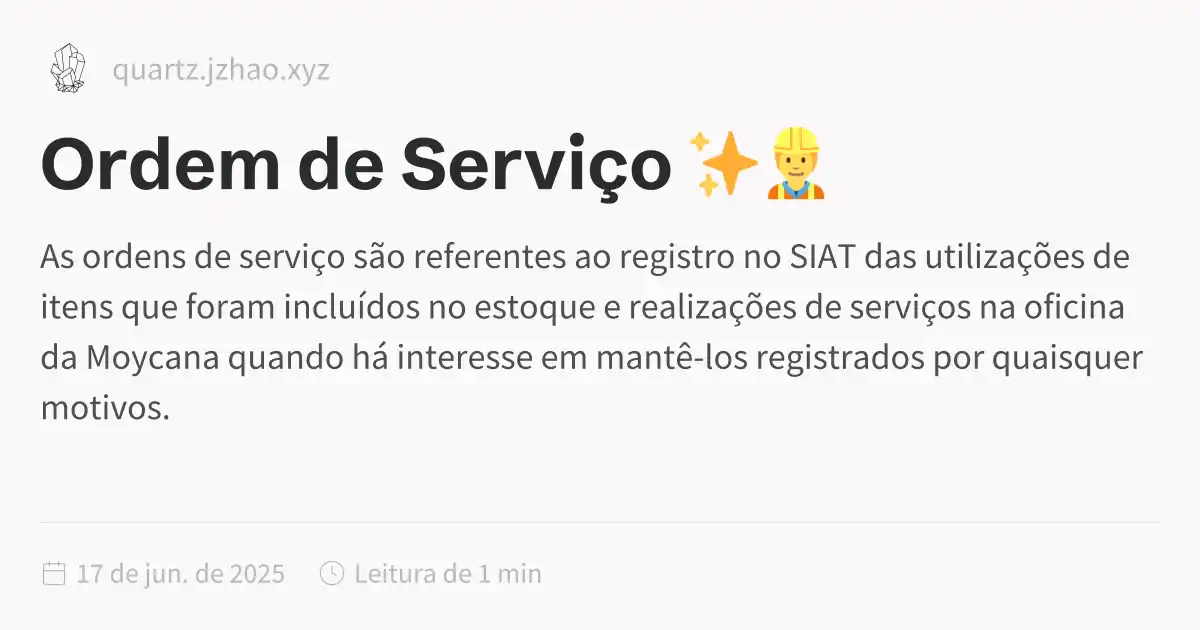 quartz.jzhao.xyz
Ordem de Serviço ✨👷
As ordens de serviço são referentes ao registro no SIAT das utilizações de
itens que foram incluídos no estoque e realizações de serviços na oficina
da Moycana quando há interesse em mantê-los registrados por quaisquer
motivos.
17 de jun. de 2025
Leitura de 1 min